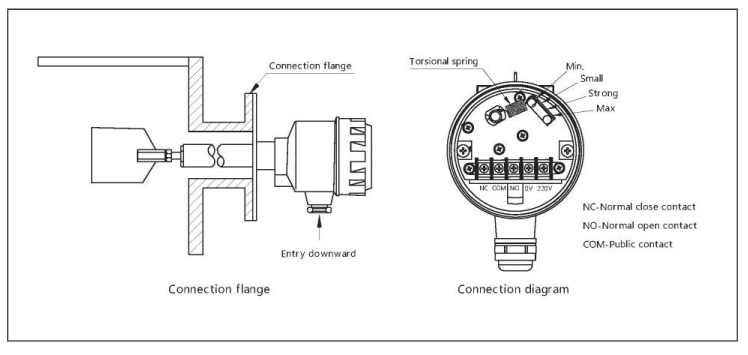 Connection flange
Entry downward
Connection flange
Torsional spring
Min.
Small
Strong
Max
NC COM NO 0V 220V
NC-Normal close contact
NO-Normal open contact
COM-Public contact
Connection diagram